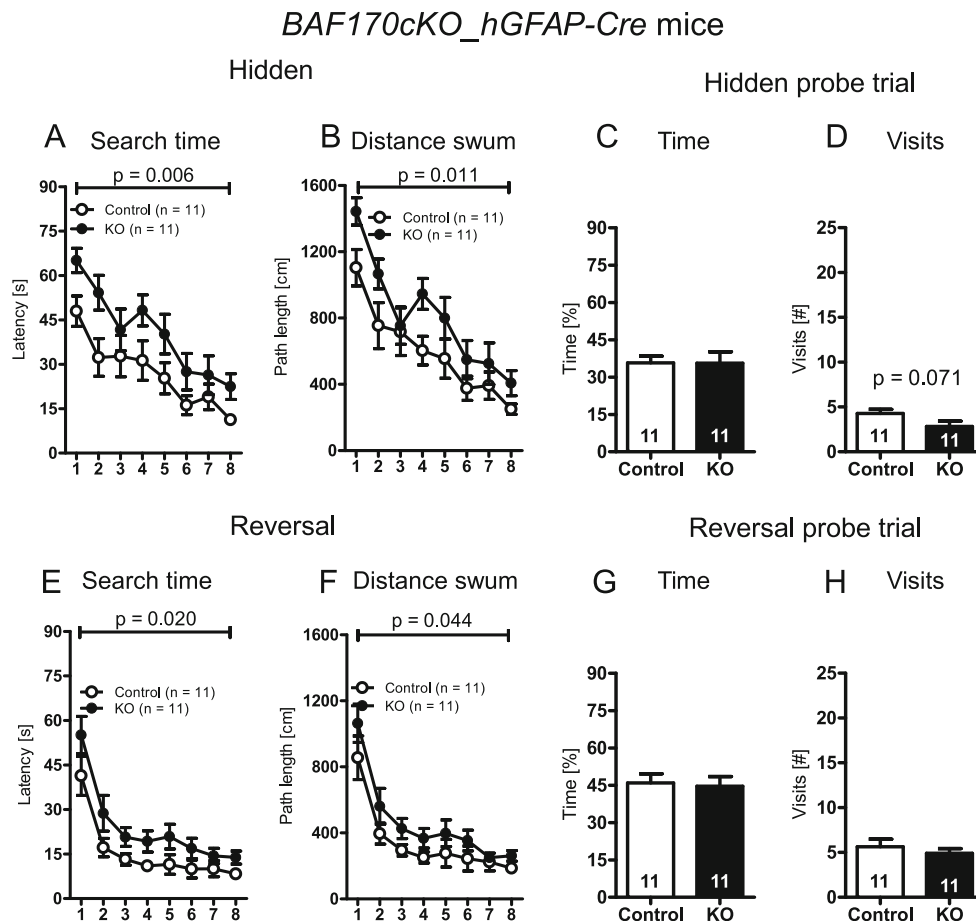 BAF170cKO_hGFAP-Cre mice
Hidden
Hidden probe trial
A Search time
p = 0.006
Control (n = 11)
KO (n = 11)
Latency [s]
90
75
60
45
30
15
0
1 2 3 4 5 6 7 8
B Distance swum
p = 0.011
Control (n = 11)
KO (n = 11)
Path length [cm]
1600
1200
800
400
0
1 2 3 4 5 6 7 8
C Time
Time [%]
90
75
60
45
30
15
0
11 11
Control KO
D Visits
Visits [#]
25
20
15
10
5
0
p = 0.071
11 11
Control KO
Reversal
Reversal probe trial
E Search time
p = 0.020
Control (n = 11)
KO (n = 11)
Latency [s]
90
75
60
45
30
15
0
1 2 3 4 5 6 7 8
F Distance swum
p = 0.044
Control (n = 11)
KO (n = 11)
Path length [cm]
1600
1200
800
400
0
1 2 3 4 5 6 7 8
G Time
Time [%]
90
75
60
45
30
15
0
11 11
Control KO
H Visits
Visits [#]
25
20
15
10
5
0
11 11
Control KO